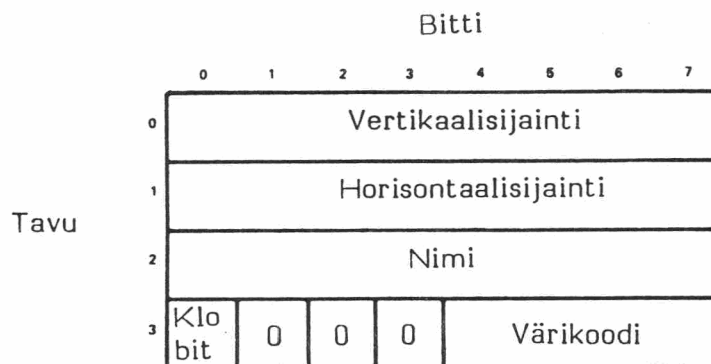 Bitti
0 1 2 3 4 5 6 7
0 Vertikaalisijainti
1 Horisontaalisijainti
Tavu
2 Nimi
3 Klo bit 0 0 0 Värikoodi